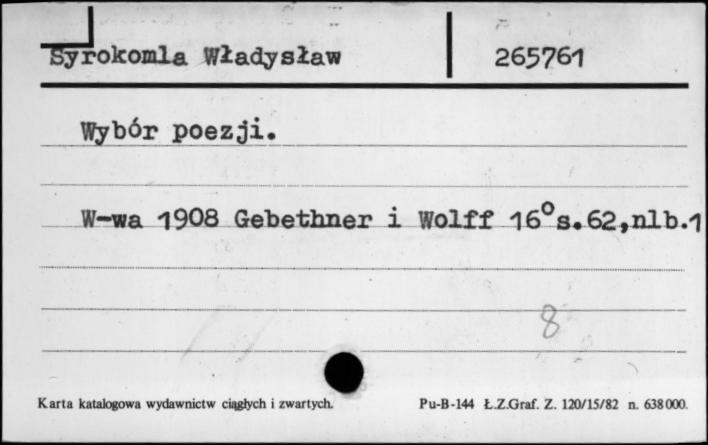 Syrokomla Władysław 265761
Wybór poezji.
W-wa 1908 Gebethner i Wolff 16° s.62,nlb.1
8
Karta katalogowa wydawnictw ciągłych i zwartych. Pu-B-144 Ł.Z.Graf. Z. 120/15/82 n. 638000.